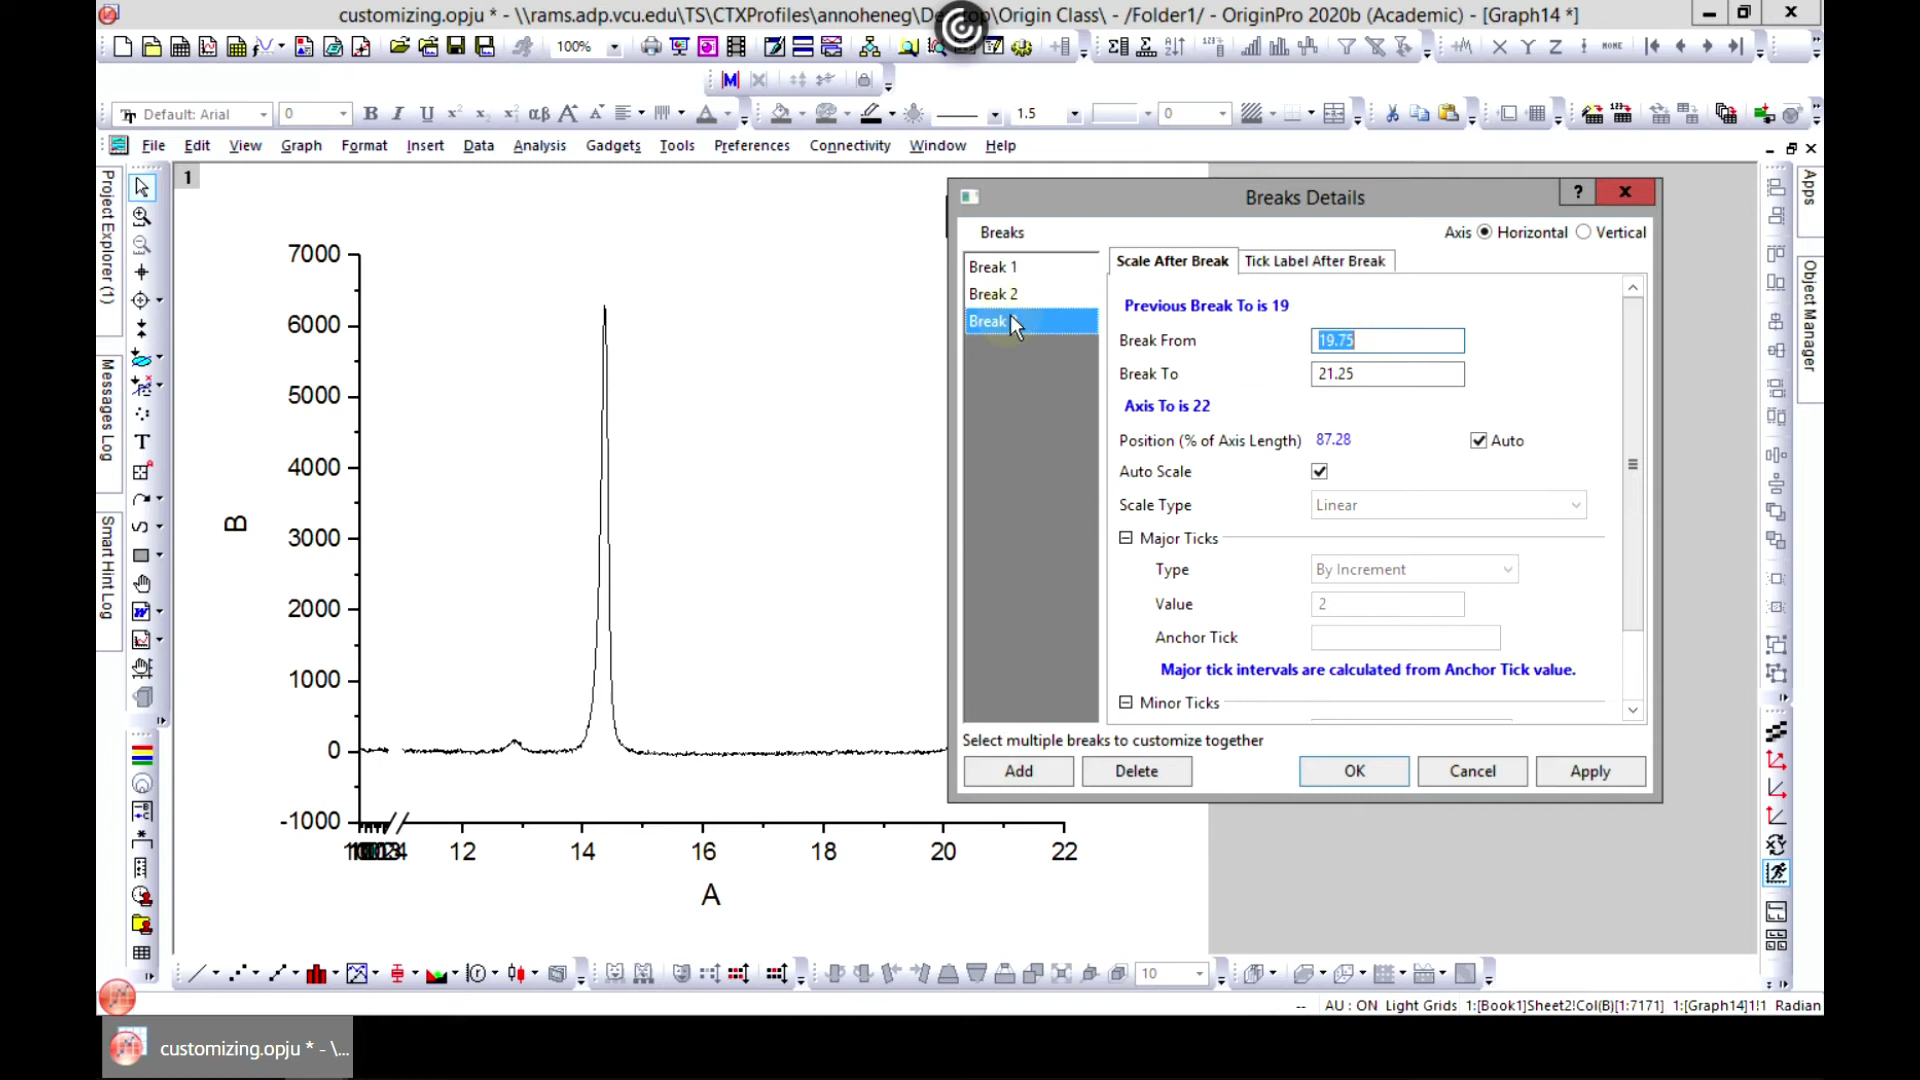 customizing.opju * - \\rams.adp.vcu.edu\TS\CTXProfiles\annoheneg\De top\Origin Class\ - /Folder1/ - OriginPro 2020b (Academic) - [Graph14 *]
100%
HOME
M
Default: Arial 0 B I U αβ A A 1.5 0
File Edit View Graph Format Insert Data Analysis Gadgets Tools Preferences Connectivity Window Help
1
Project Explorer (1)
Messages Log
Smart Hint Log
Apps
Object Manager
Breaks Details
Breaks
Axis Horizontal Vertical
Break 1
Break 2
Break
Scale After Break Tick Label After Break
Previous Break To is 19
Break From 19.75
Break To 21.25
Axis To is 22
Position (% of Axis Length) 87.28 Auto
Auto Scale
Scale Type Linear
Major Ticks
Type By Increment
Value 2
Anchor Tick
Major tick intervals are calculated from Anchor Tick value.
Minor Ticks
Select multiple breaks to customize together
Add Delete OK Cancel Apply
7000
6000
5000
4000
3000
2000
1000
0
-1000
B
12 14 16 18 20 22
A
10
-- AU : ON Light Grids 1:[Book1]Sheet2!Col(B)[1:7171] 1:[Graph14]1!1 Radian
customizing.opju * - \...